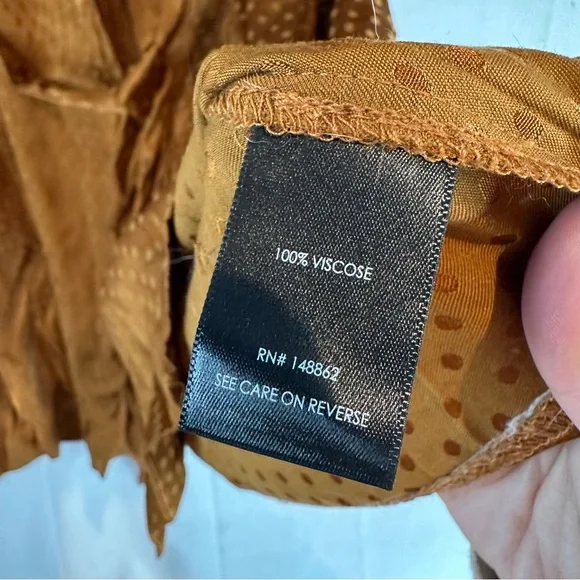 100% VISCOSE
RN# 148862
SEE CARE ON REVERSE